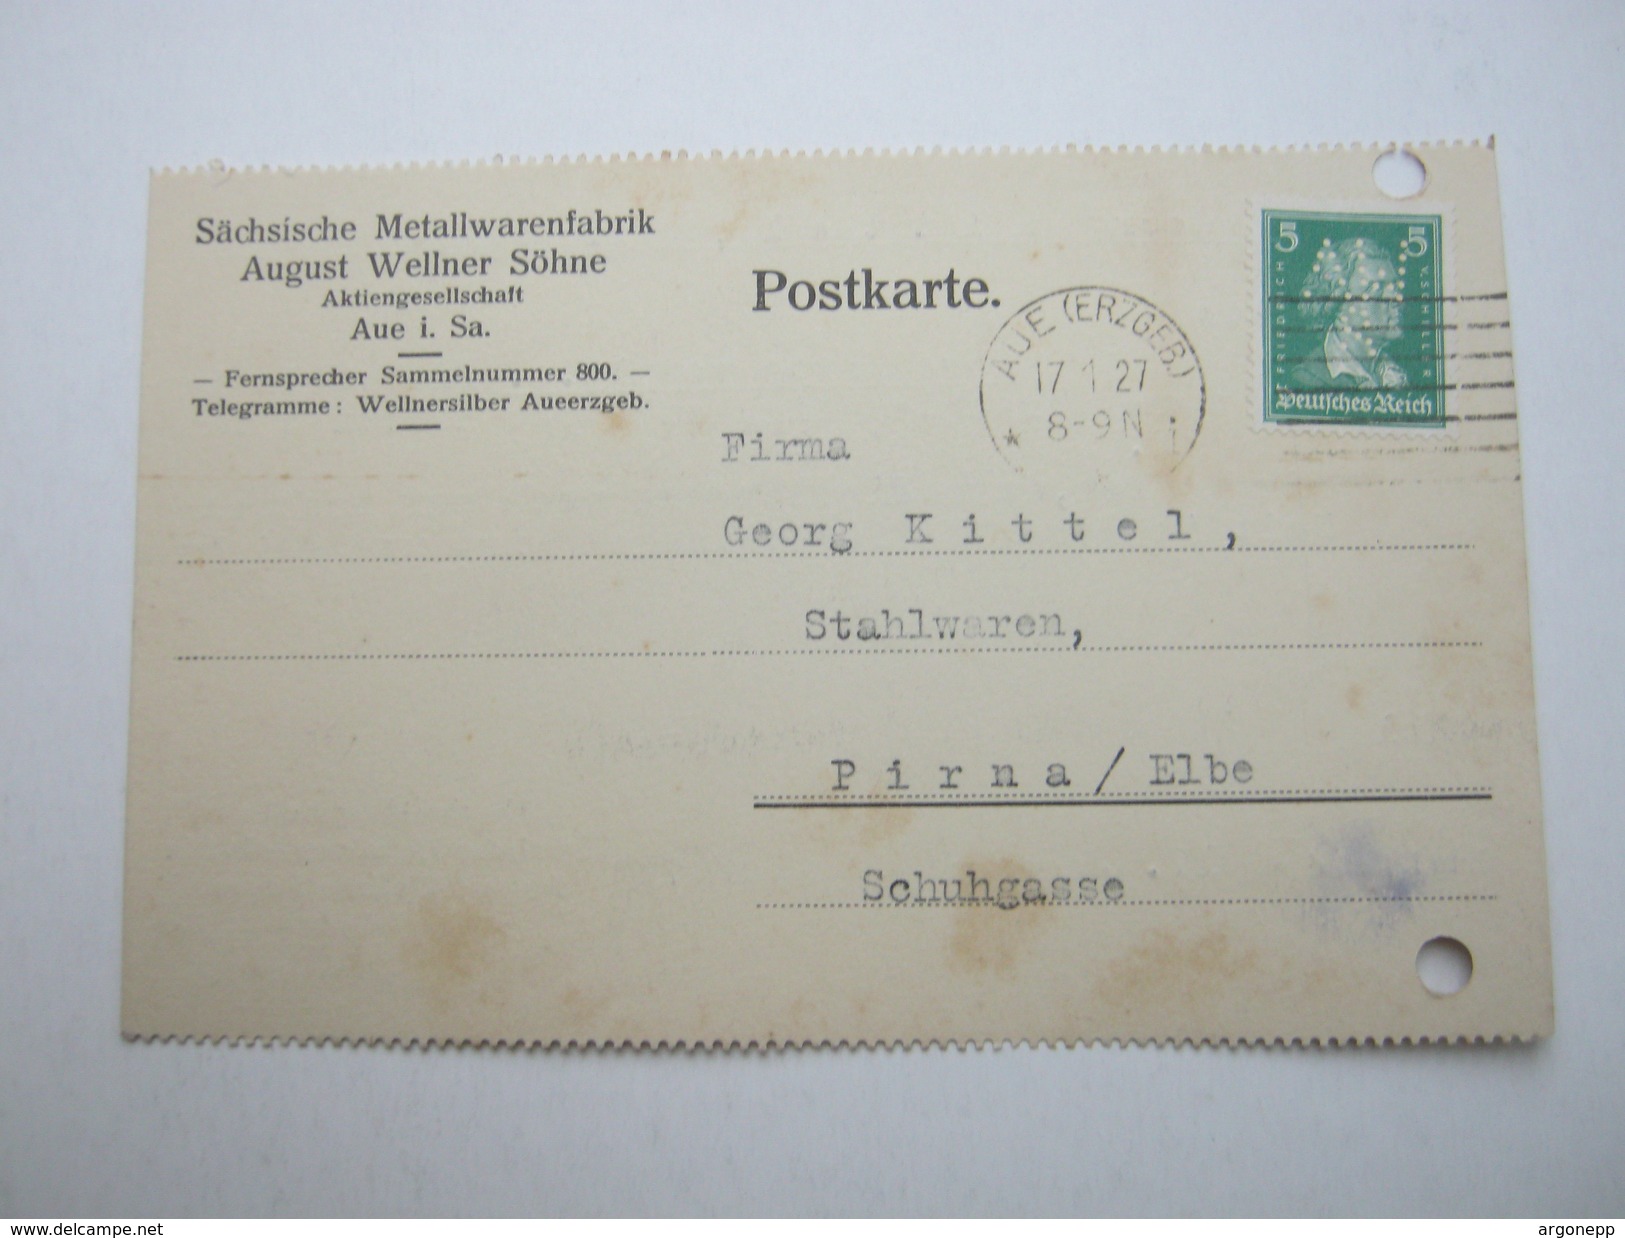 Sächsische Metallwarenfabrik
August Wellner Söhne
Aktiengesellschaft
Aue i. Sa.
— Fernsprecher Sammelnummer 800. —
Telegramme: Wellnersilber Aueerzgeb.
Postkarte.
AUE (ERZGEB.)
17 1 27
8-9 N
5 5
FRIEDRICH V. SCHILLER
Deutsches Reich
Firma
Georg Kittel,
Stahlwaren,
Pirna/Elbe
Schuhgasse
www.delcampe.net
argonepp